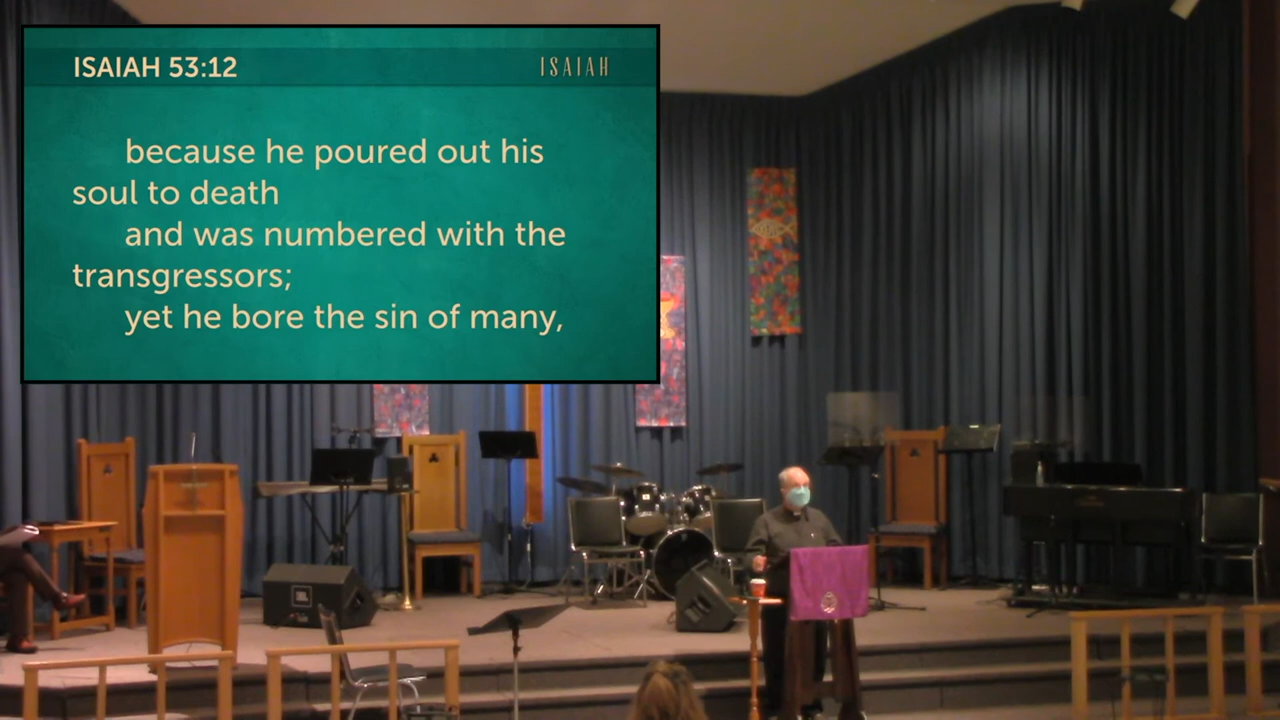 ISAIAH 53:12 ISAIAH
because he poured out his
soul to death
and was numbered with the
transgressors;
yet he bore the sin of many,